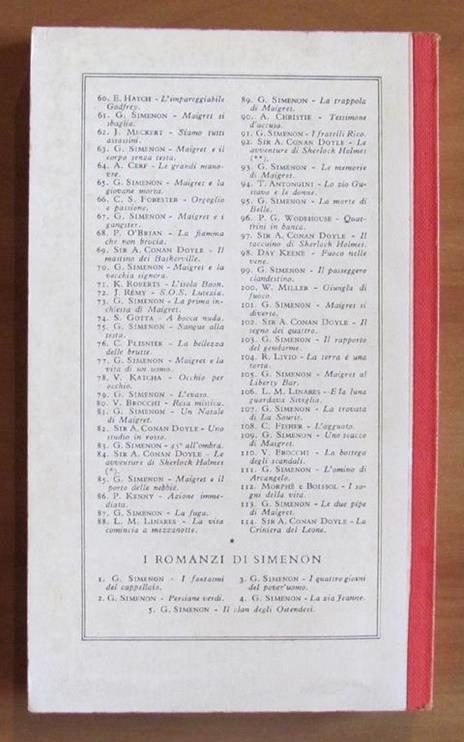 60. E. HATCH - L'impareggiabile
Godfrey.
61. G. SIMENON - Maigret si
sbaglia.
62. J. MECKERT - Siamo tutti
assassini.
63. G. SIMENON - Maigret e il
corpo senza testa.
64. A. CERF - Le grandi mano-
vre.
65. G. SIMENON - Maigret e la
giovane morta.
66. C. S. FORESTER - Orgoglio
e passione.
67. G. SIMENON - Maigret e i
gangster.
68. P. O'BRIAN - La fiamma
che non brucia.
69. SIR A. CONAN DOYLE - Il
mastino dei Baskerville.
70. G. SIMENON - Maigret e la
vecchia signora.
71. K. ROBERTS - L'isola Boon.
72. J. RÉMY - S.O.S. Lutezia.
73. G. SIMENON - La prima in-
chiesta di Maigret.
74. S. GOTTA - A bocca nuda.
75. G. SIMENON - Sangue alla
testa.
76. C. PLISNIER - La bellezza
delle brutte.
77. G. SIMENON - Maigret e la
vita di un uomo.
78. V. KATCHA - Occhio per
occhio.
79. G. SIMENON - L'evaso.
80. V. BROCCHI - Rosa mistica.
81. G. SIMENON - Un Natale
di Maigret.
82. SIR A. CONAN DOYLE - Uno
studio in rosso.
83. G. SIMENON - 45° all'ombra.
84. SIR A. CONAN DOYLE - Le
avventure di Sherlock Holmes
(*).
85. G. SIMENON - Maigret e il
porto delle nebbie.
86. P. KENNY - Azione imme-
diata.
87. G. SIMENON - La fuga.
88. L. M. LINARES - La vita
comincia a mezzanotte.
89. G. SIMENON - La trappola
di Maigret.
90. A. CHRISTIE - Testimone
d'accusa.
91. G. SIMENON - I fratelli Rico.
92. SIR A. CONAN DOYLE - Le
avventure di Sherlock Holmes
(**).
93. G. SIMENON - Le memorie
di Maigret.
94. T. ANTONGINI - Lo zio Gu-
stavo e le donne.
95. G. SIMENON - La morte di
Belle.
96. P. G. WODEHOUSE - Quat-
trini in banca.
97. SIR A. CONAN DOYLE - Il
taccuino di Sherlock Holmes.
98. DAY KEENE - Fuoco nelle
vene.
99. G. SIMENON - Il passeggero
clandestino.
100. W. MILLER - Giungla di
fuoco.
101. G. SIMENON - Maigret si
diverte.
102. SIR A. CONAN DOYLE - Il
segno dei quattro.
103. G. SIMENON - Il rapporto
del gendarme.
104. R. LIVIO - La terra è una
torta.
105. G. SIMENON - Maigret al
Liberty Bar.
106. L. M. LINARES - E la luna
guardava Siviglia.
107. G. SIMENON - La trovata
di La Souris.
108. C. FISHER - L'agguato.
109. G. SIMENON - Uno scacco
di Maigret.
110. V. BROCCHI - La bottega
degli scandali.
111. G. SIMENON - L'omino di
Arcangelo.
112. MORPHÉ e BOISSOL - I so-
gni della vita.
113. G. SIMENON - Le due pipe
di Maigret.
114. SIR A. CONAN DOYLE - La
Criniera del Leone.
*
I ROMANZI DI SIMENON
1. G. SIMENON - I fantasmi
del cappellaio.
2. G. SIMENON - Persiane verdi.
3. G. SIMENON - I quattro giorni
del pover'uomo.
4. G. SIMENON - La zia Jeanne.
5. G. SIMENON - Il clan degli Ostendesi.